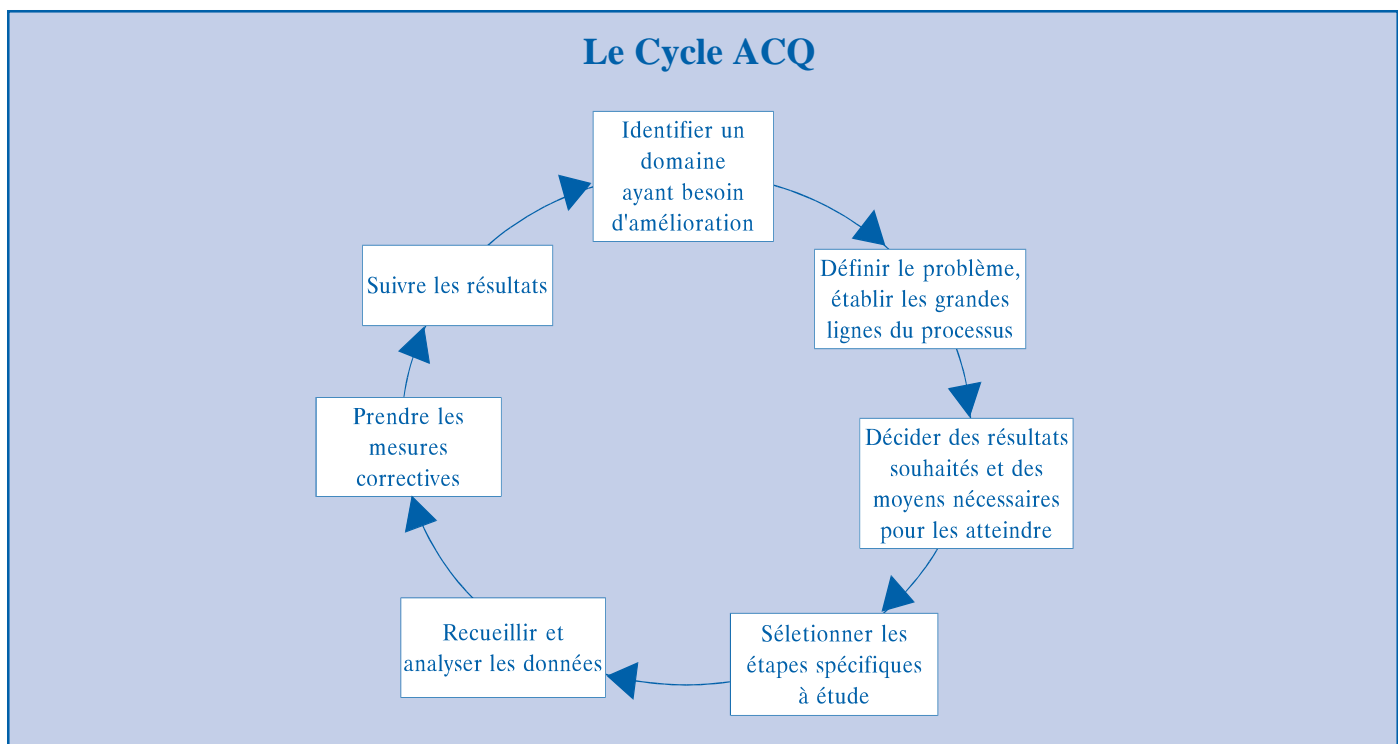 Le Cycle ACQ
Identifier un
domaine
ayant besoin
d'amélioration
Définir le problème,
établir les grandes
lignes du processus
Décider des résultats
souhaités et des
moyens nécessaires
pour les atteindre
Séletionner les
étapes spécifiques
à étude
Recueillir et
analyser les données
Prendre les
mesures
correctives
Suivre les résultats